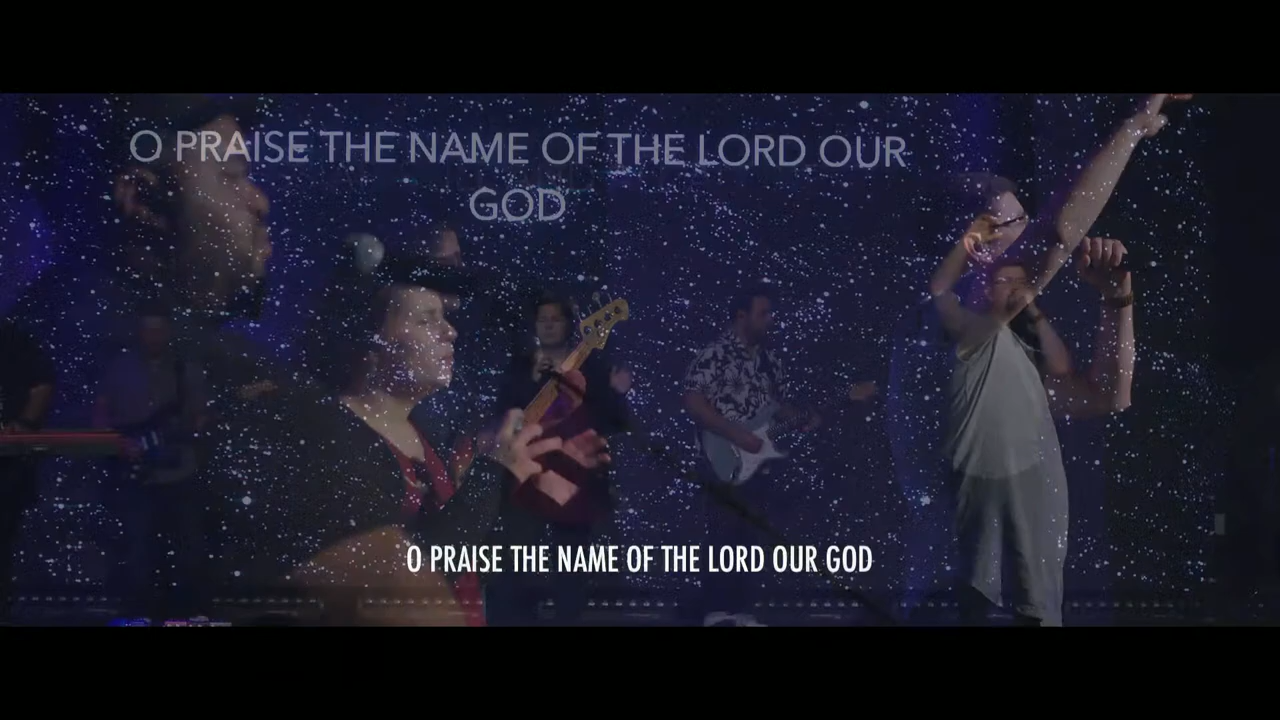 O PRAISE THE NAME OF THE LORD OUR
GOD
O PRAISE THE NAME OF THE LORD OUR GOD